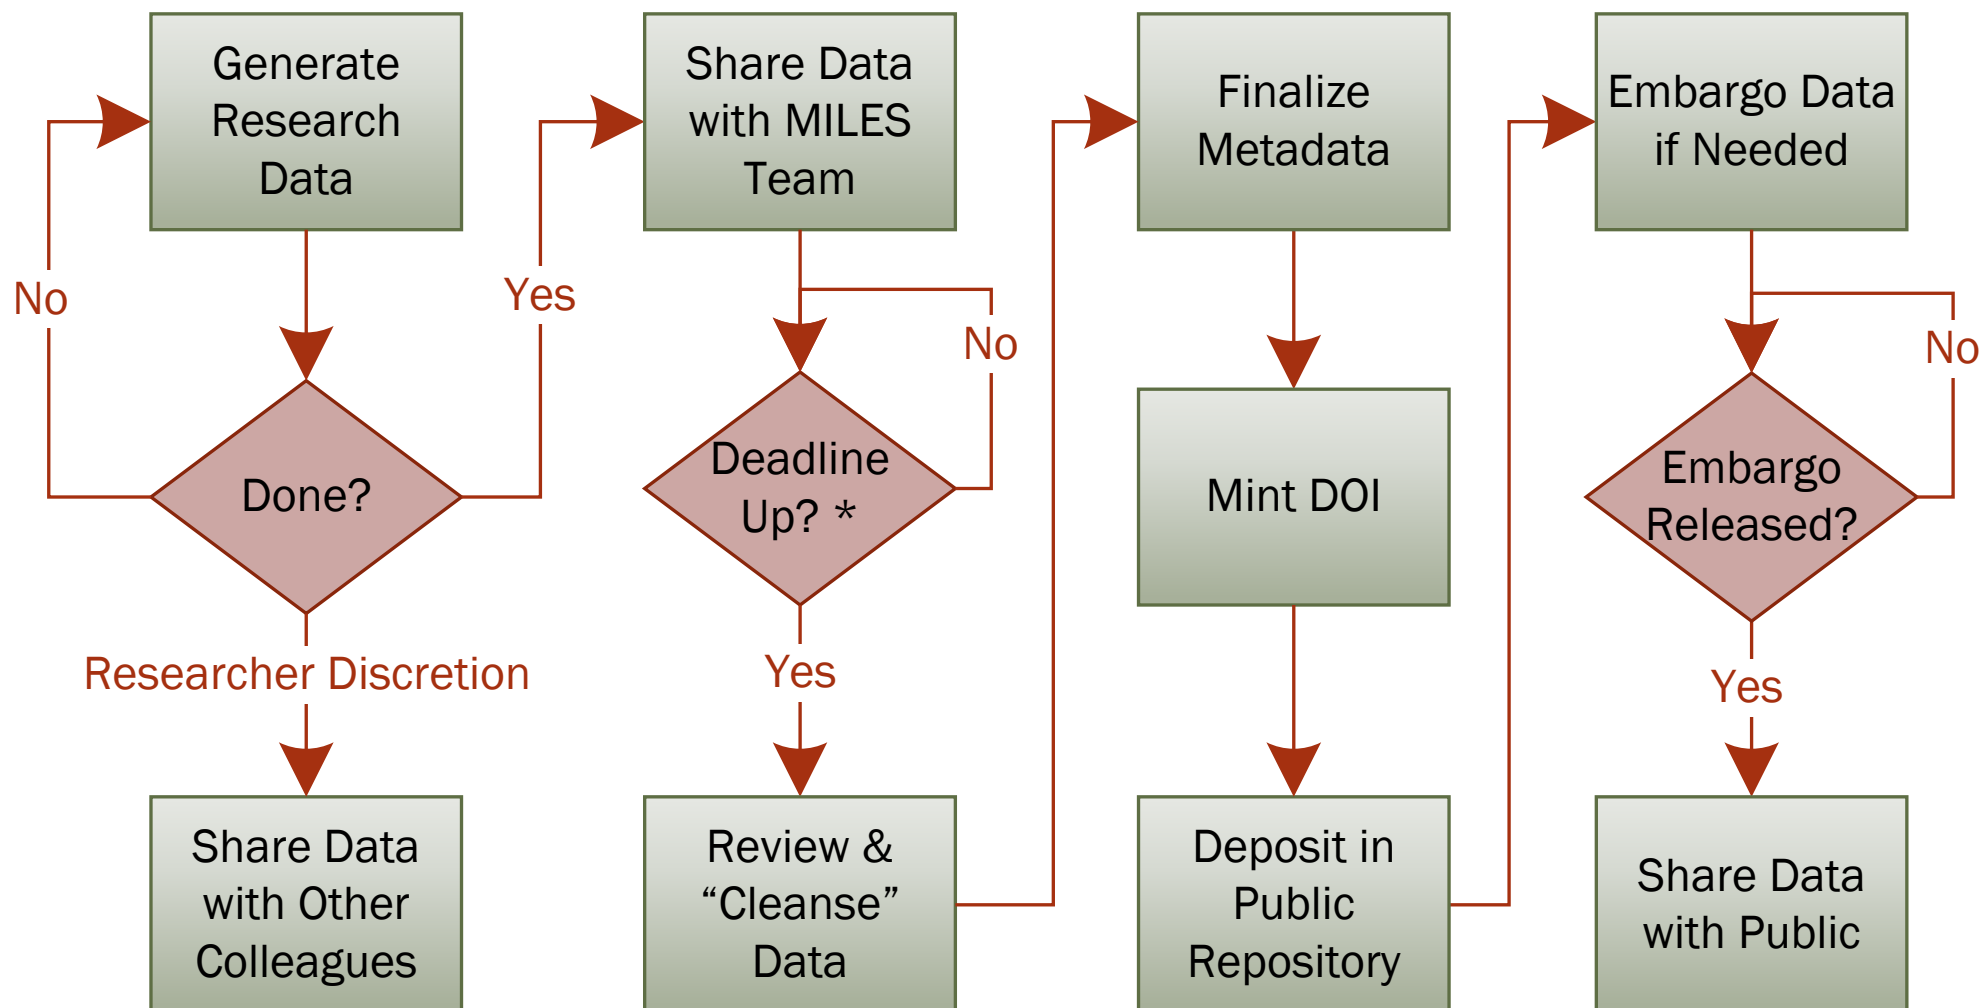 Generate
Research
Data
No
Done?
Yes
Researcher Discretion
Share Data
with Other
Colleagues
Share Data
with MILES
Team
No
Deadline
Up? *
Yes
Review &
“Cleanse”
Data
Finalize
Metadata
Mint DOI
Deposit in
Public
Repository
Embargo Data
if Needed
No
Embargo
Released?
Yes
Share Data
with Public